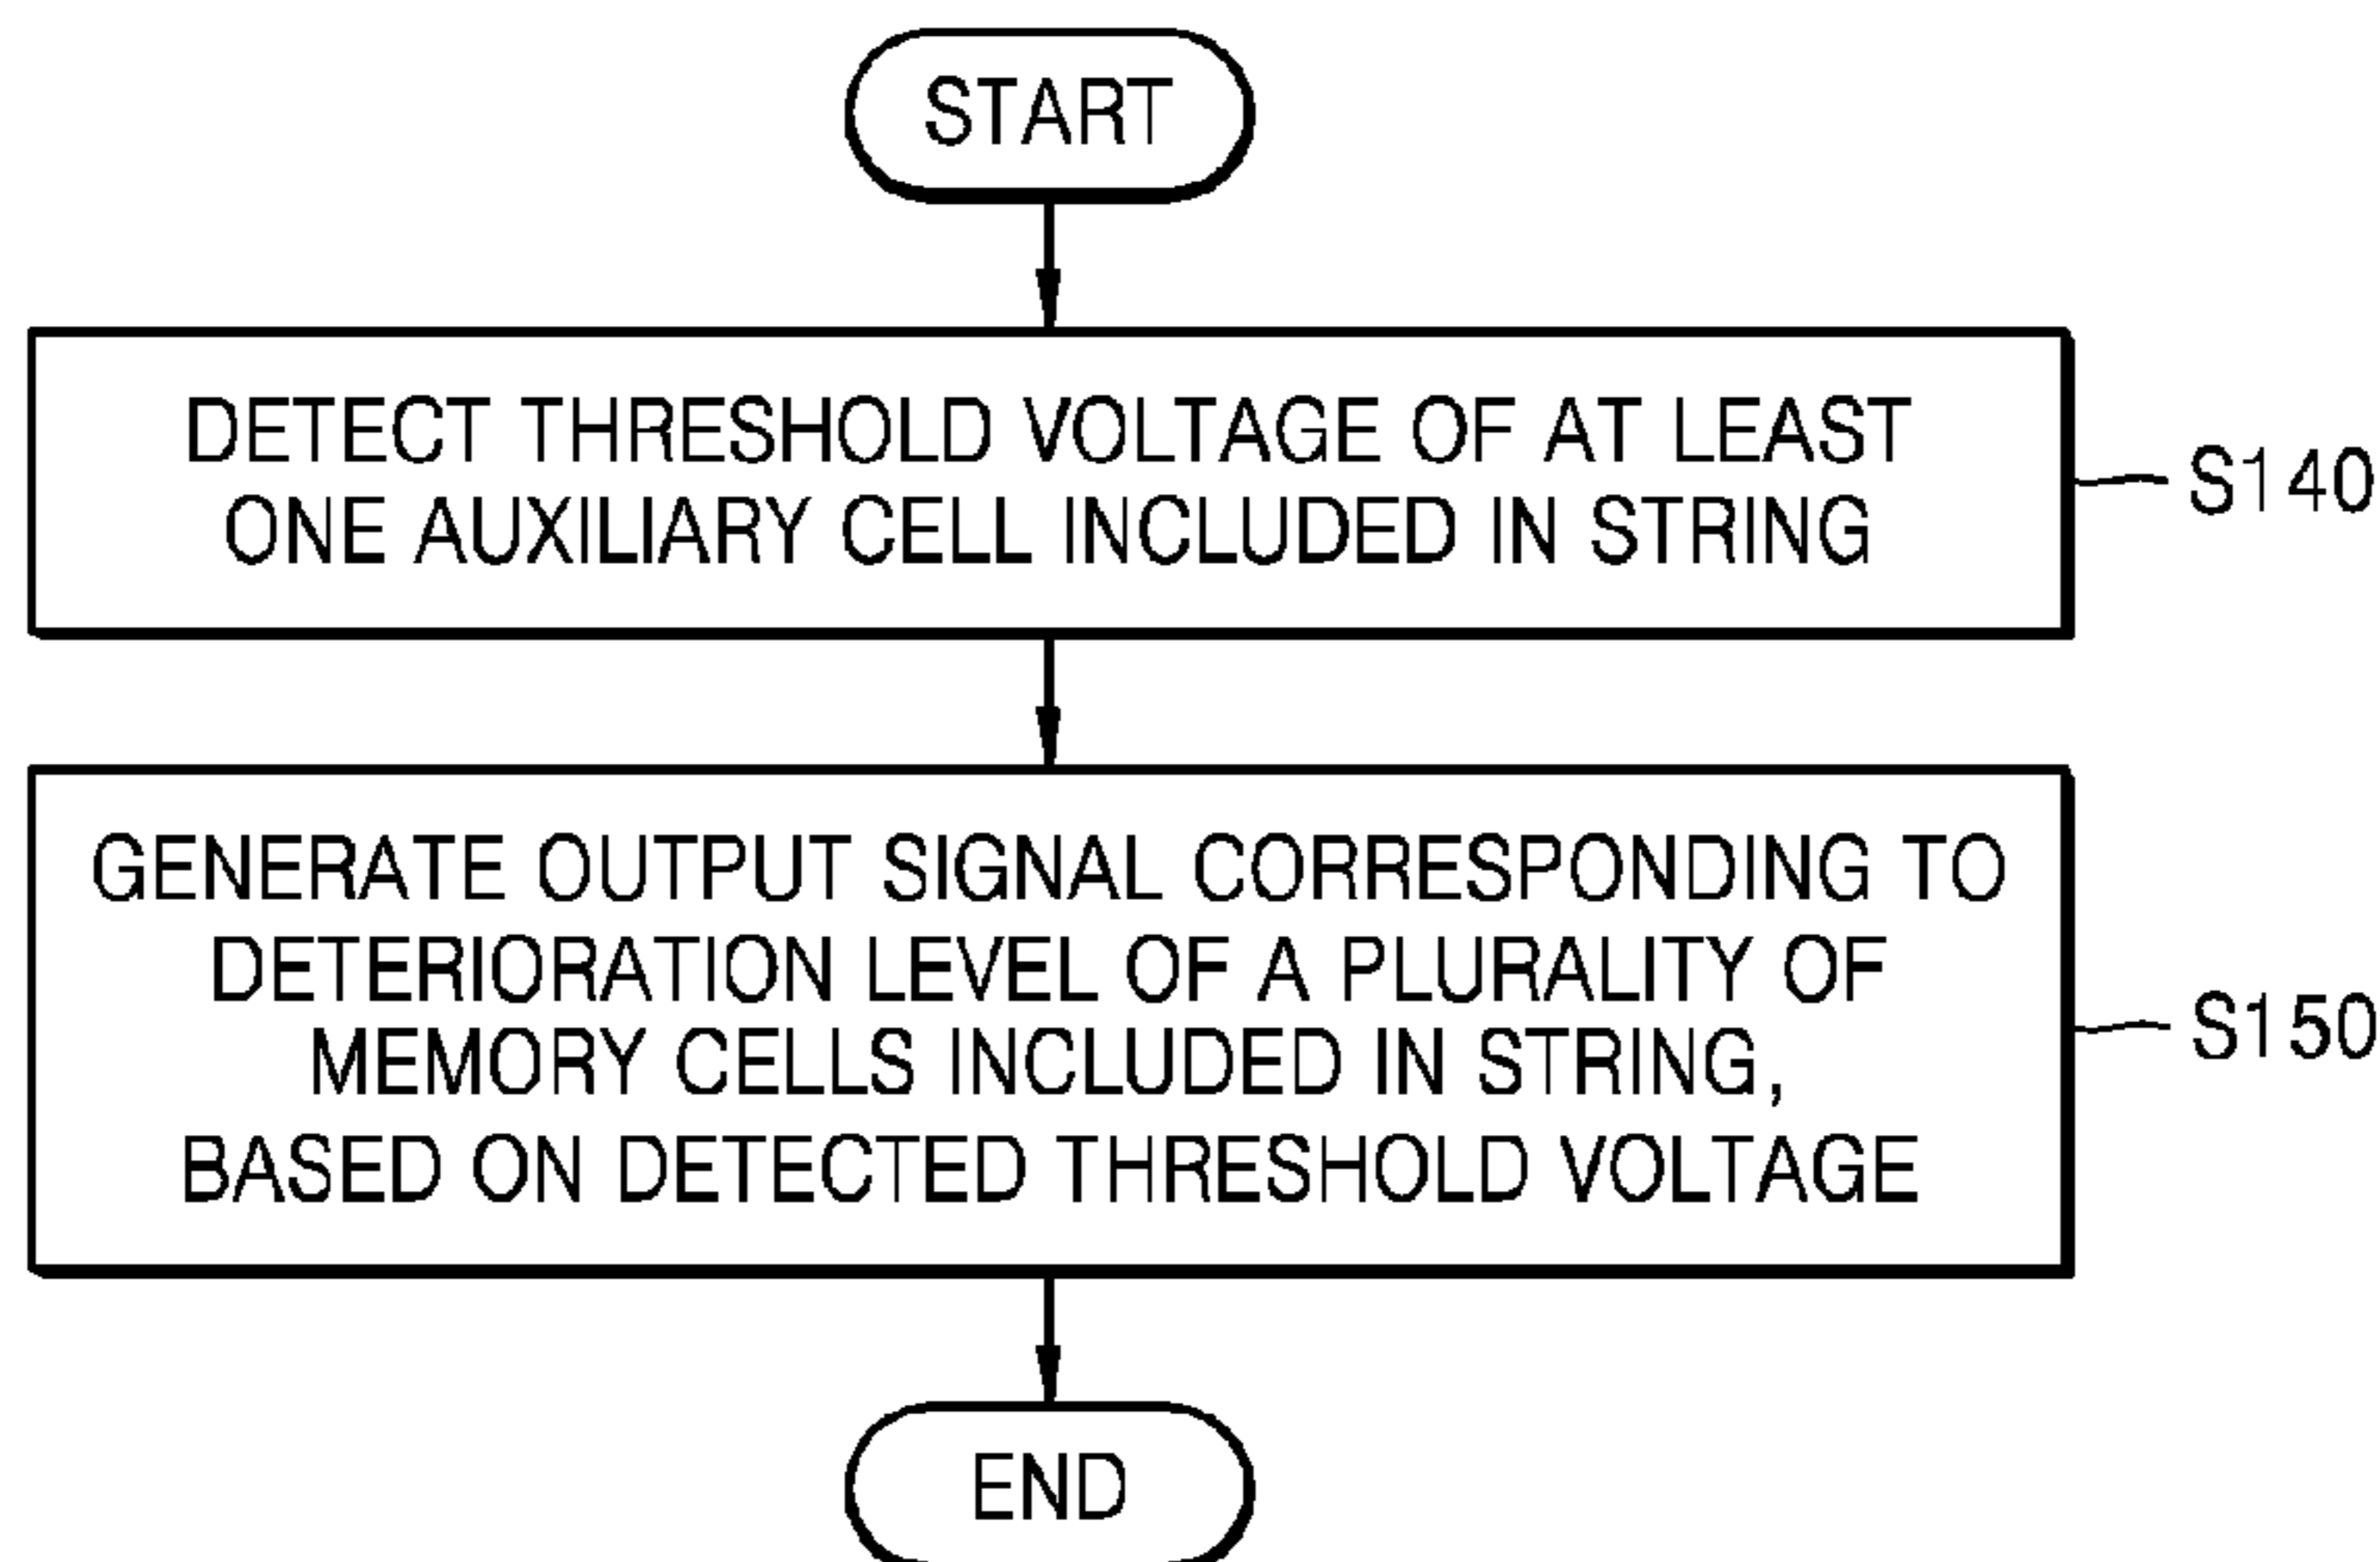 START
DETECT THRESHOLD VOLTAGE OF AT LEAST
ONE AUXILIARY CELL INCLUDED IN STRING
S140
GENERATE OUTPUT SIGNAL CORRESPONDING TO
DETERIORATION LEVEL OF A PLURALITY OF
MEMORY CELLS INCLUDED IN STRING,
BASED ON DETECTED THRESHOLD VOLTAGE
S150
END